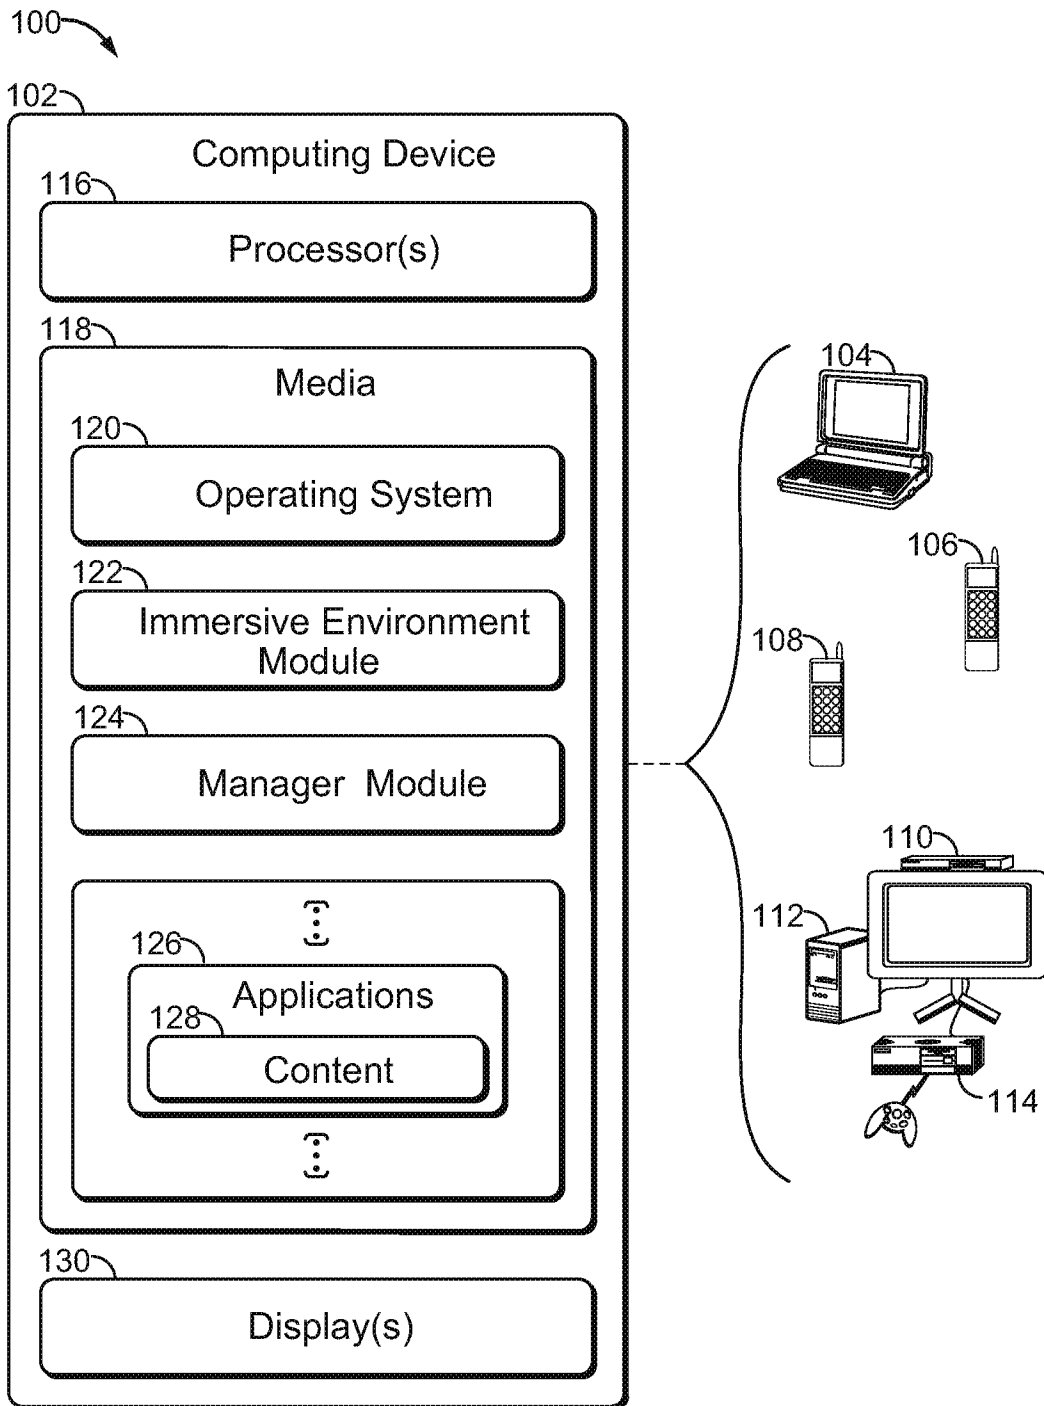 100
102
Computing Device
116
Processor(s)
118
Media
120
Operating System
122
Immersive Environment
Module
124
Manager Module
126
Applications
128
Content
130
Display(s)
104
106
108
110
112
114